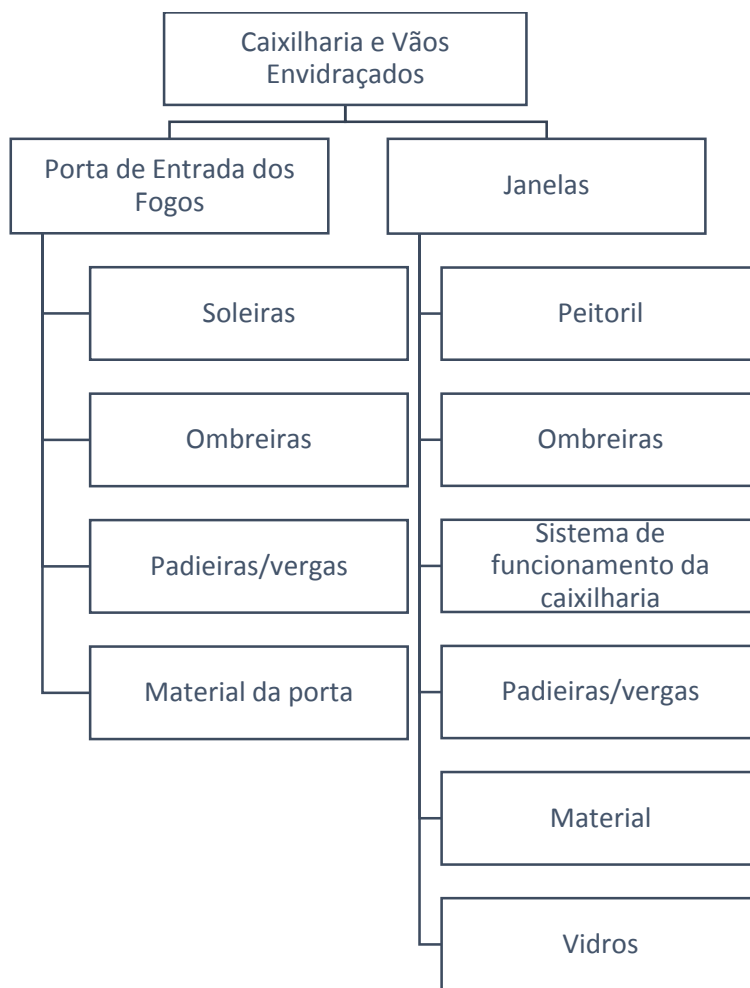 Caixilharia e Vãos
Envidraçados
Porta de Entrada dos
Fogos
Soleiras
Ombreiras
Padieiras/vergas
Material da porta
Janelas
Peitoril
Ombreiras
Sistema de
funcionamento da
caixilharia
Padieiras/vergas
Material
Vidros